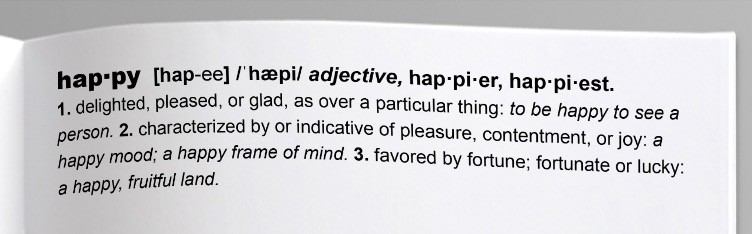 hap·py [hap-ee] /ˈhæpi/ adjective, hap·pi·er, hap·pi·est.
1. delighted, pleased, or glad, as over a particular thing: to be happy to see a
person. 2. characterized by or indicative of pleasure, contentment, or joy: a
happy mood; a happy frame of mind. 3. favored by fortune; fortunate or lucky:
a happy, fruitful land.